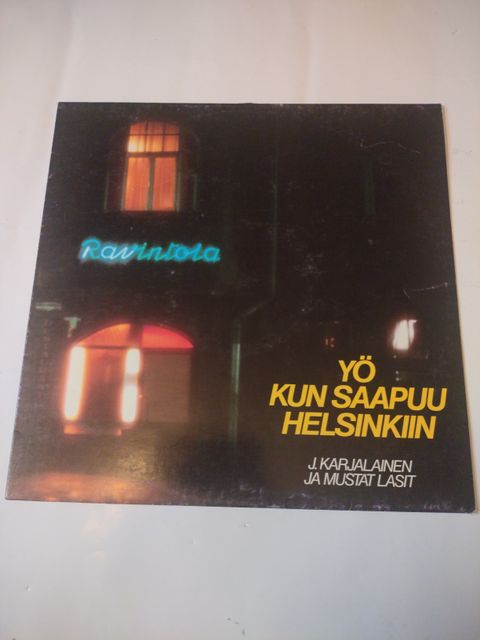 Ravintola
YÖ
KUN SAAPUU
HELSINKIIN
J. KARJALAINEN
JA MUSTAT LASIT